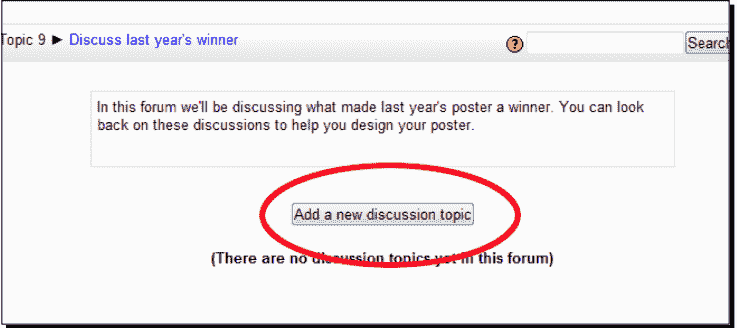 Topic 9 ► Discuss last year's winner
Search
In this forum we'll be discussing what made last year's poster a winner. You can look
back on these discussions to help you design your poster.
Add a new discussion topic
(There are no discussion topics yet in this forum)